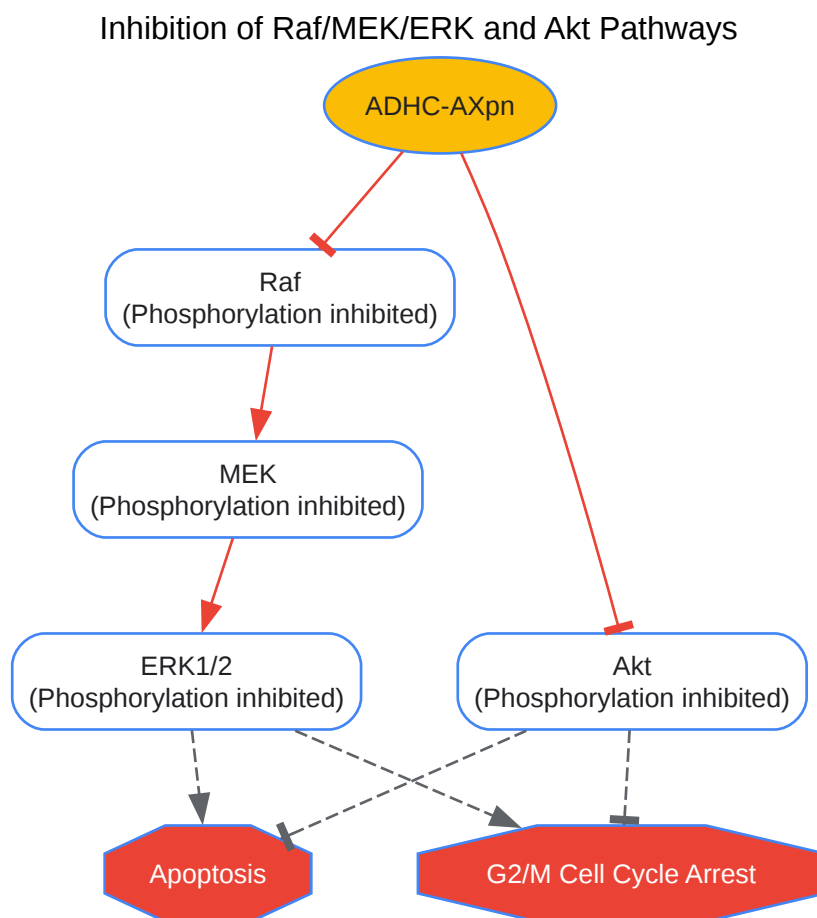 Inhibition of Raf/MEK/ERK and Akt Pathways
ADHC-AXpn
Raf
(Phosphorylation inhibited)
MEK
(Phosphorylation inhibited)
ERK1/2
(Phosphorylation inhibited)
Akt
(Phosphorylation inhibited)
Apoptosis
G2/M Cell Cycle Arrest